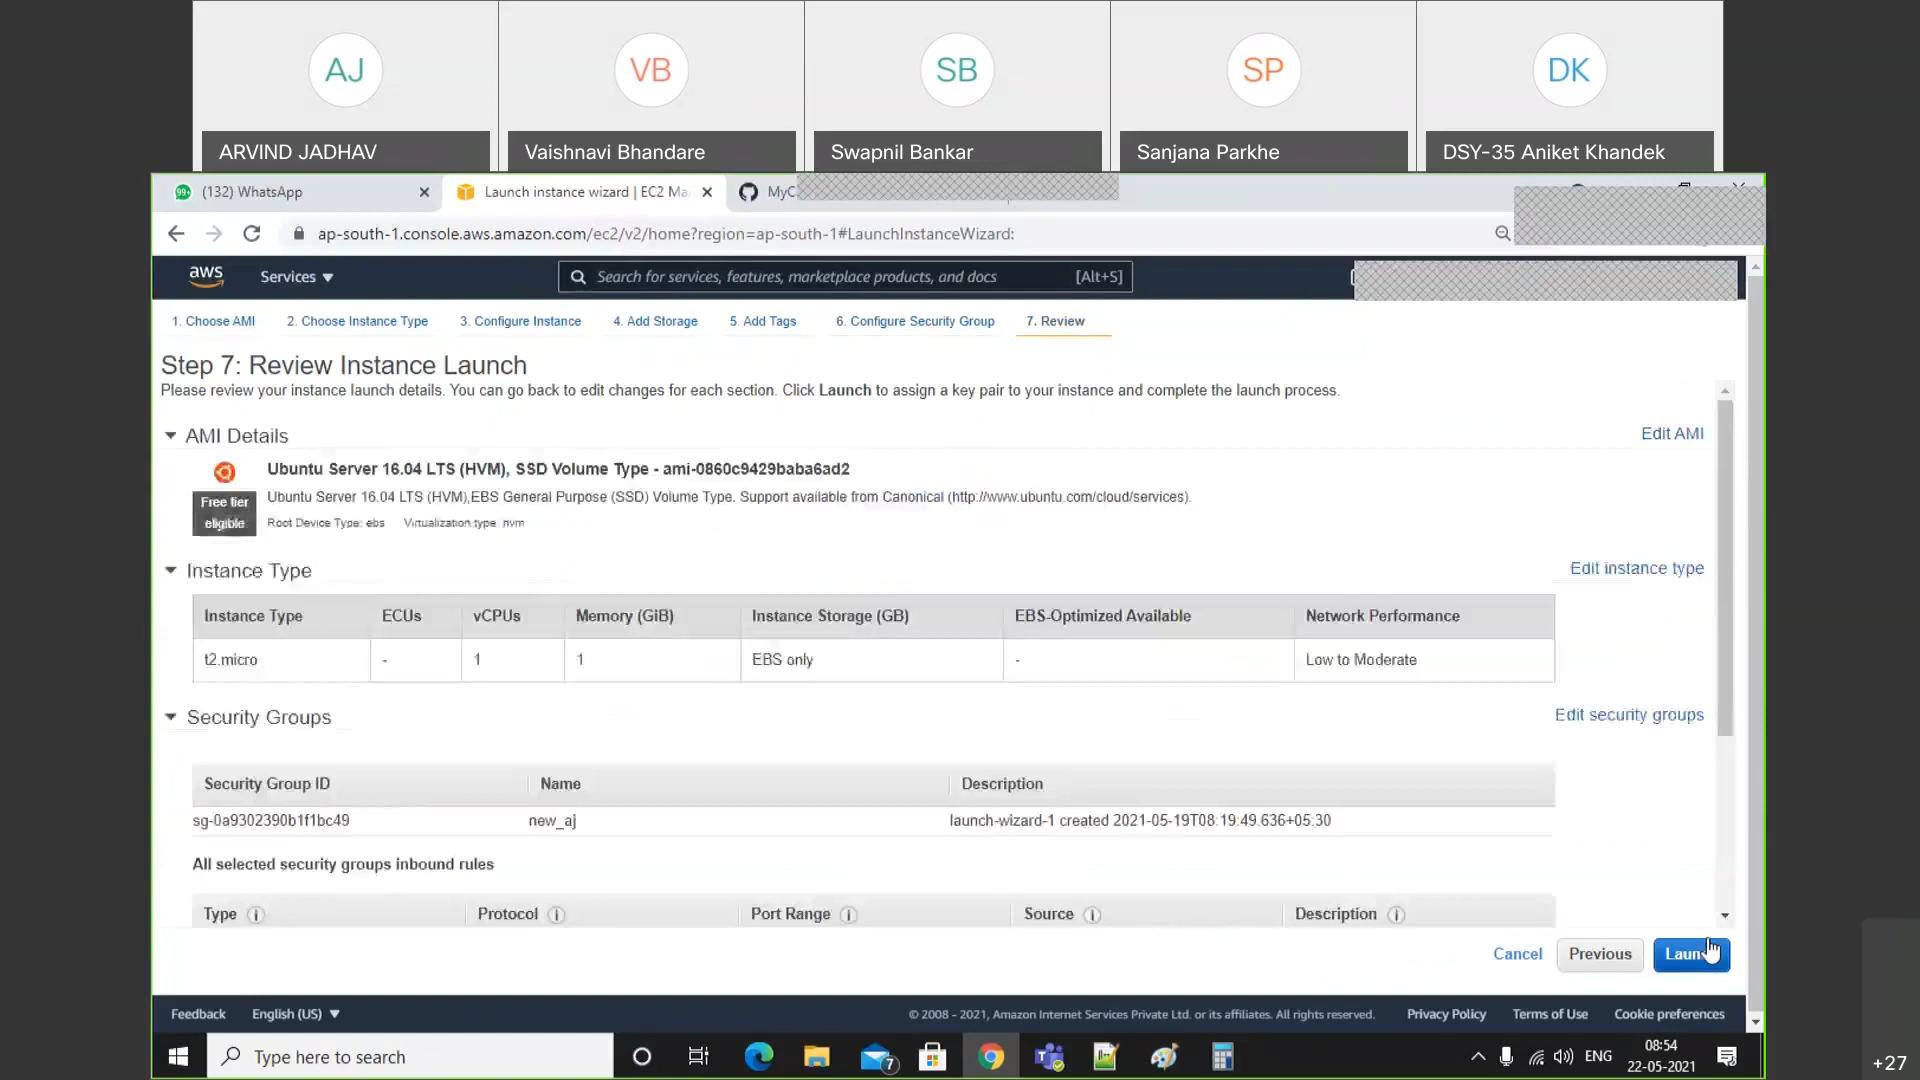 AJ
VB
SB
SP
DK
ARVIND JADHAV
Vaishnavi Bhandare
Swapnil Bankar
Sanjana Parkhe
DSY-35 Aniket Khandek
99+
(132) WhatsApp
Launch instance wizard | EC2 Ma
MyC
ap-south-1.console.aws.amazon.com/ec2/v2/home?region=ap-south-1#LaunchInstanceWizard:
aws
Services
Search for services, features, marketplace products, and docs
[Alt+S]
1. Choose AMI
2. Choose Instance Type
3. Configure Instance
4. Add Storage
5. Add Tags
6. Configure Security Group
7. Review
Step 7: Review Instance Launch
Please review your instance launch details. You can go back to edit changes for each section. Click Launch to assign a key pair to your instance and complete the launch process.
AMI Details
Edit AMI
Ubuntu Server 16.04 LTS (HVM), SSD Volume Type - ami-0860c9429baba6ad2
Free tier
eligible
Ubuntu Server 16.04 LTS (HVM),EBS General Purpose (SSD) Volume Type. Support available from Canonical (http://www.ubuntu.com/cloud/services).
Root Device Type: ebs Virtualization type: hvm
Instance Type
Edit instance type
Instance Type ECUs vCPUs Memory (GiB) Instance Storage (GB) EBS-Optimized Available Network Performance
t2.micro - 1 1 EBS only - Low to Moderate
Security Groups
Edit security groups
Security Group ID Name Description
sg-0a9302390b1f1bc49 new_aj launch-wizard-1 created 2021-05-19T08:19:49.636+05:30
All selected security groups inbound rules
Type Protocol Port Range Source Description
Cancel
Previous
Laun
Feedback
English (US)
© 2008 - 2021, Amazon Internet Services Private Ltd. or its affiliates. All rights reserved.
Privacy Policy
Terms of Use
Cookie preferences
Type here to search
7
ENG
08:54
22-05-2021
+27